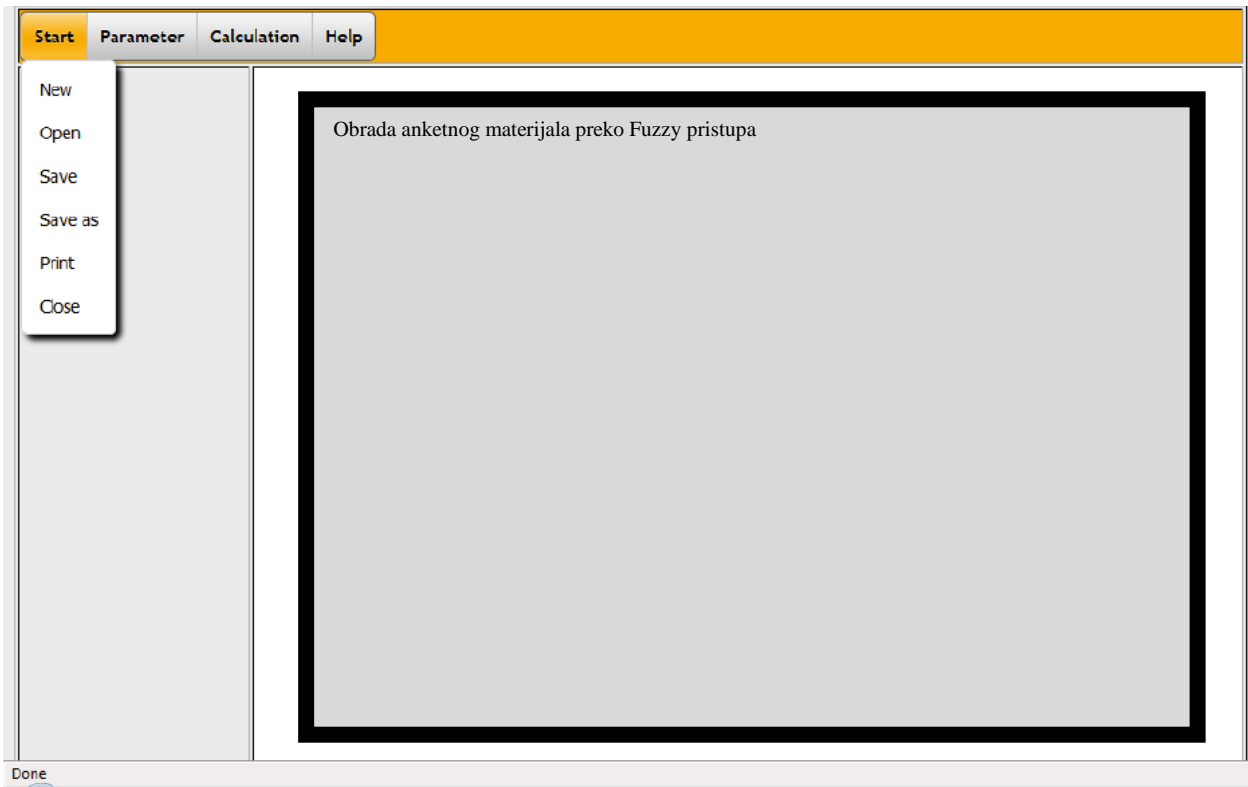 Start Parameter Calculation Help
New
Open
Save
Save as
Print
Close
Obrada anketnog materijala preko Fuzzy pristupa
Done